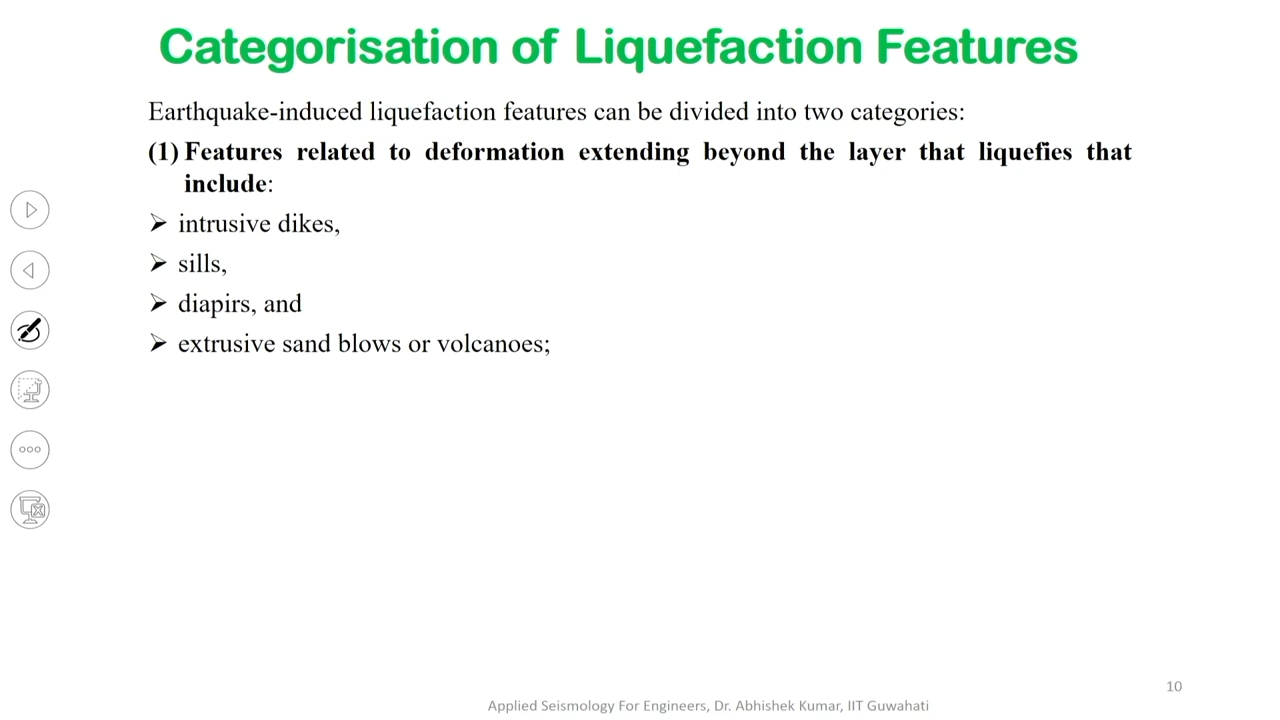 Categorisation of Liquefaction Features
Earthquake-induced liquefaction features can be divided into two categories:
(1) Features related to deformation extending beyond the layer that liquefies that
include:
➢ intrusive dikes,
➢ sills,
➢ diapirs, and
➢ extrusive sand blows or volcanoes;
10
Applied Seismology For Engineers, Dr. Abhishek Kumar, IIT Guwahati